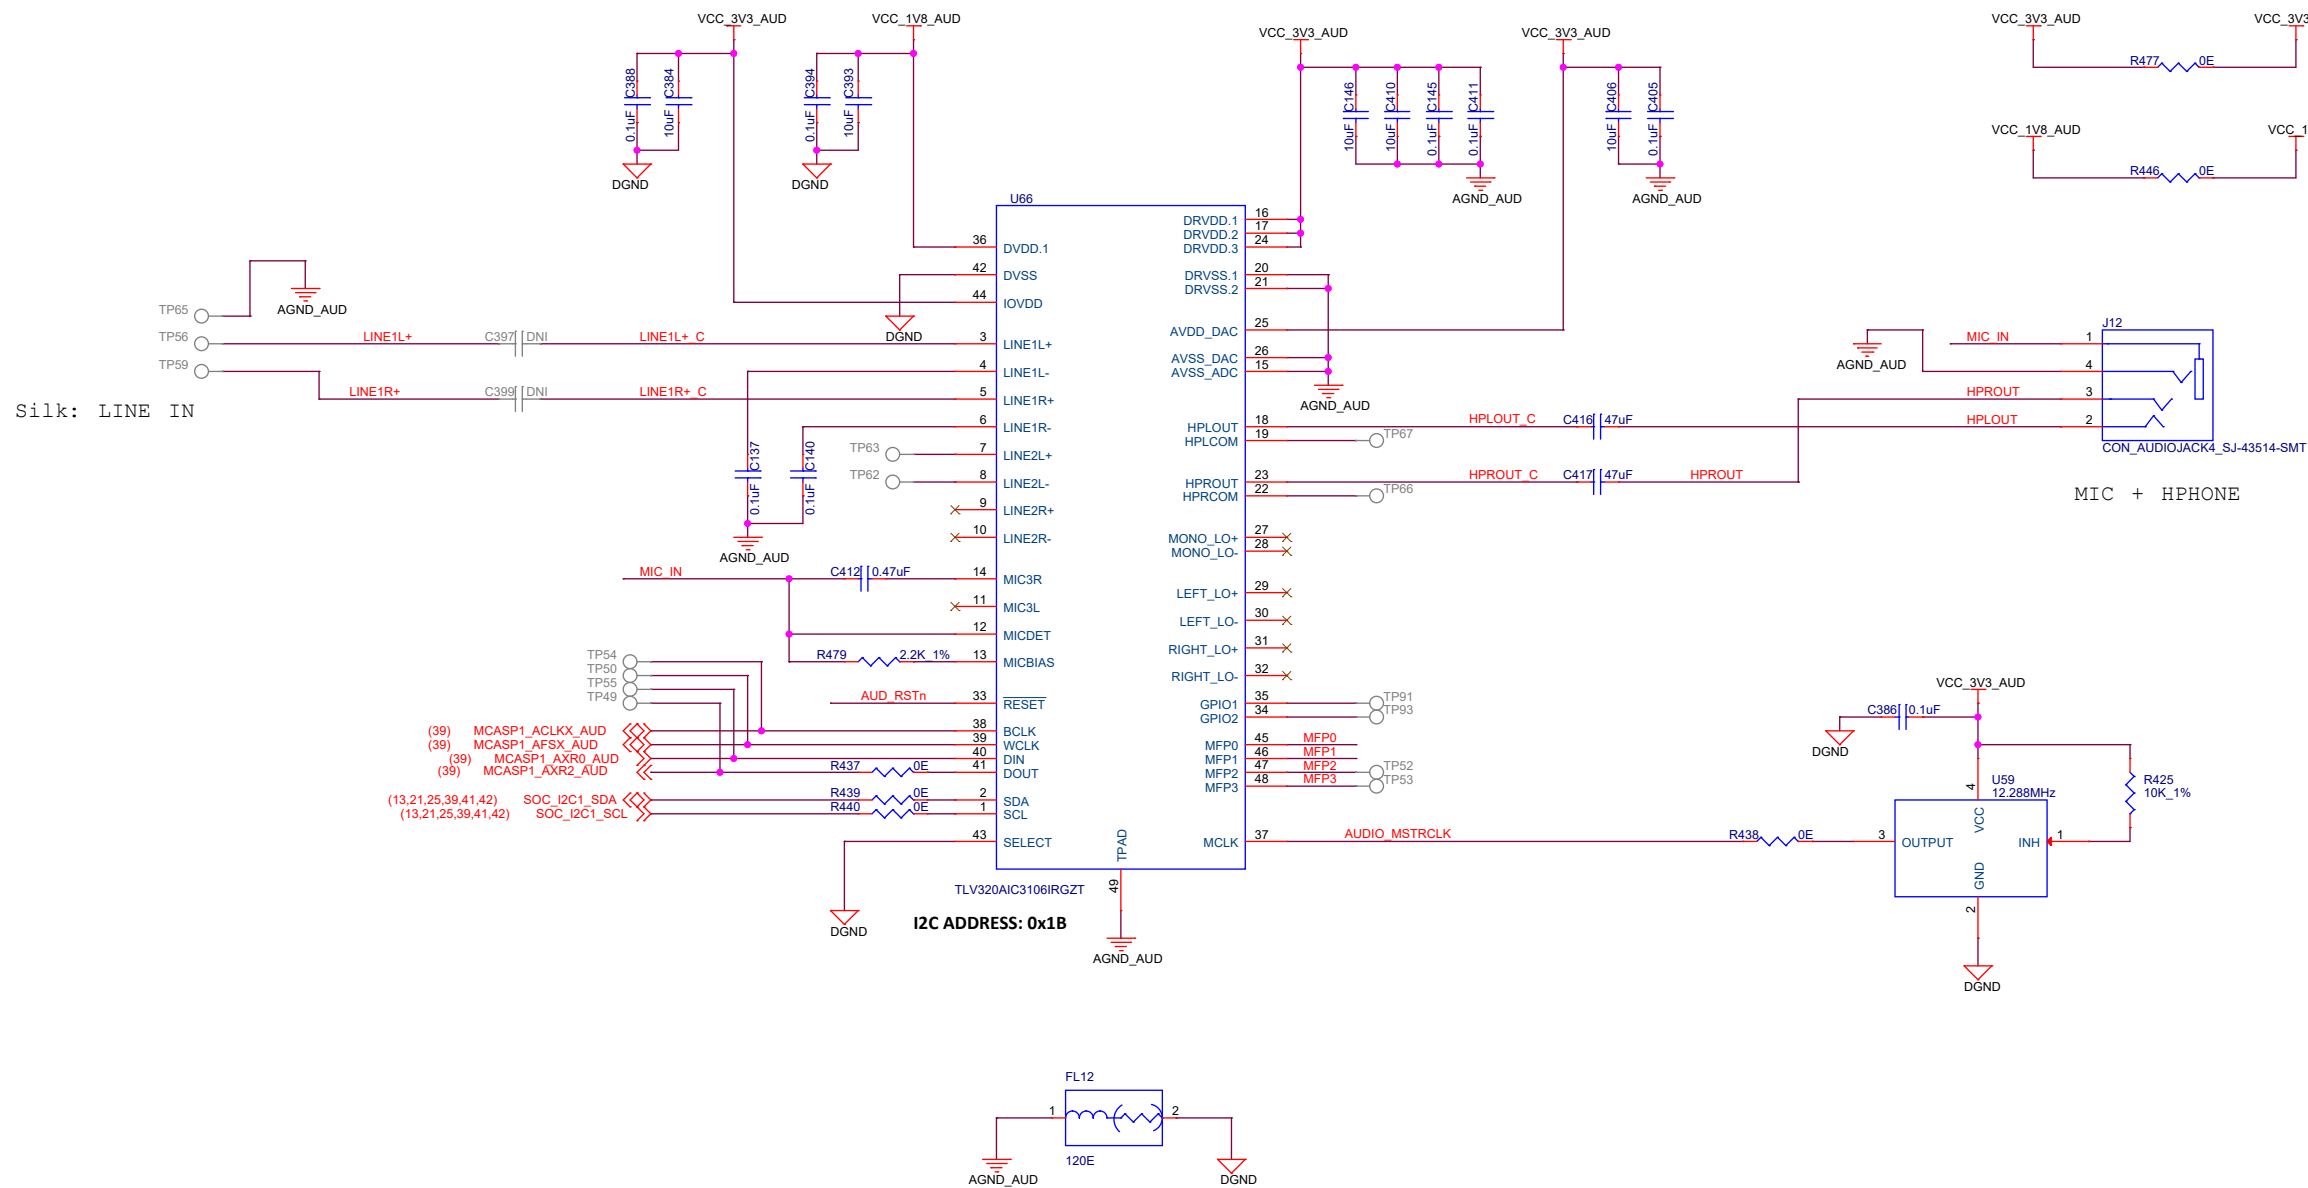 VCC_3V3_AUD
VCC_1V8_AUD
VCC_3V3_AUD
VCC_3V3_AUD
VCC_3V3_AUD
VCC_3V3
R477 0E
VCC_1V8_AUD
VCC_1
R446 0E
C388 0.1uF
C384 10uF
C394 0.1uF
C393 10uF
DGND
DGND
C146 10uF
C410 10uF
C145 0.1uF
C411 0.1uF
AGND_AUD
C406 10uF
C405 0.1uF
AGND_AUD
U66
36 DVDD.1
42 DVSS
44 IOVDD
DGND
3 LINE1L+
4 LINE1L-
5 LINE1R+
6 LINE1R-
7 LINE2L+
8 LINE2L-
9 LINE2R+
10 LINE2R-
14 MIC3R
11 MIC3L
12 MICDET
13 MICBIAS
33 RESET
38 BCLK
39 WCLK
40 DIN
41 DOUT
2 SDA
1 SCL
43 SELECT
DRVDD.1 16
DRVDD.2 17
DRVDD.3 24
DRVSS.1 20
DRVSS.2 21
AVDD_DAC 25
AVSS_DAC 26
AVSS_ADC 15
HPLOUT 18
HPLCOM 19
HPROUT 23
HPRCOM 22
MONO_LO+ 27
MONO_LO- 28
LEFT_LO+ 29
LEFT_LO- 30
RIGHT_LO+ 31
RIGHT_LO- 32
GPIO1 35
GPIO2 34
MFP0 45
MFP1 46
MFP2 47
MFP3 48
MCLK 37
TPAD
49
TLV320AIC3106IRGZT
I2C ADDRESS: 0x1B
AGND_AUD
TP65
AGND_AUD
TP56 LINE1L+ C397 DNI LINE1L+_C
TP59
LINE1R+ C399 DNI LINE1R+_C
Silk: LINE IN
TP63
TP62
C137 0.1uF
C140 0.1uF
AGND_AUD
MIC_IN C412 0.47uF
R479 2.2K_1%
TP54
TP50
TP55
TP49
AUD_RSTn
(39) MCASP1_ACLKX_AUD
(39) MCASP1_AFSX_AUD
(39) MCASP1_AXR0_AUD
(39) MCASP1_AXR2_AUD R437 0E
(13,21,25,39,41,42) SOC_I2C1_SDA R439 0E
(13,21,25,39,41,42) SOC_I2C1_SCL R440 0E
DGND
AGND_AUD
HPLOUT_C C416 47uF HPLOUT
TP67
HPROUT_C C417 47uF HPROUT
TP66
TP91
TP93
MFP0
MFP1
MFP2 TP52
MFP3 TP53
AUDIO_MSTRCLK R438 0E
J12
MIC_IN 1
AGND_AUD 4
HPROUT 3
2
CON_AUDIOJACK4_SJ-43514-SMT
MIC + HPHONE
VCC_3V3_AUD
C386 0.1uF
DGND
U59
12.288MHz
R425
10K_1%
4
VCC
3 OUTPUT
INH 1
GND
2
DGND
FL12
1 2
120E
AGND_AUD
DGND